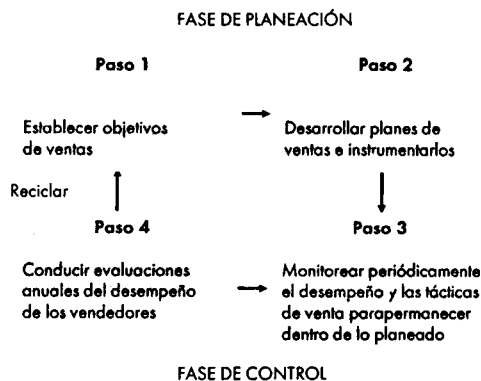 FASE DE PLANEACIÓN
Paso 1
Paso 2
Establecer objetivos
de ventas
Desarrollar planes de
ventas e instrumentarlos
Reciclar
Paso 4
Paso 3
Conducir evaluaciones
anuales del desempeño
de los vendedores
Monitorear periódicamente
el desempeño y las tácticas
de venta parapermanecer
dentro de lo planeado
FASE DE CONTROL